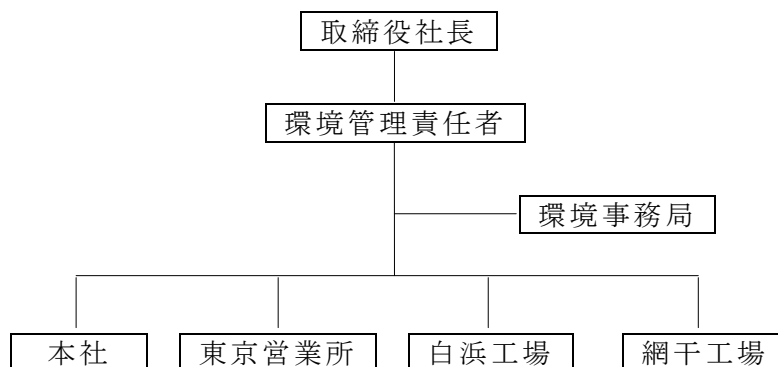 取締役社長
環境管理責任者
環境事務局
本社
東京営業所
白浜工場
網干工場